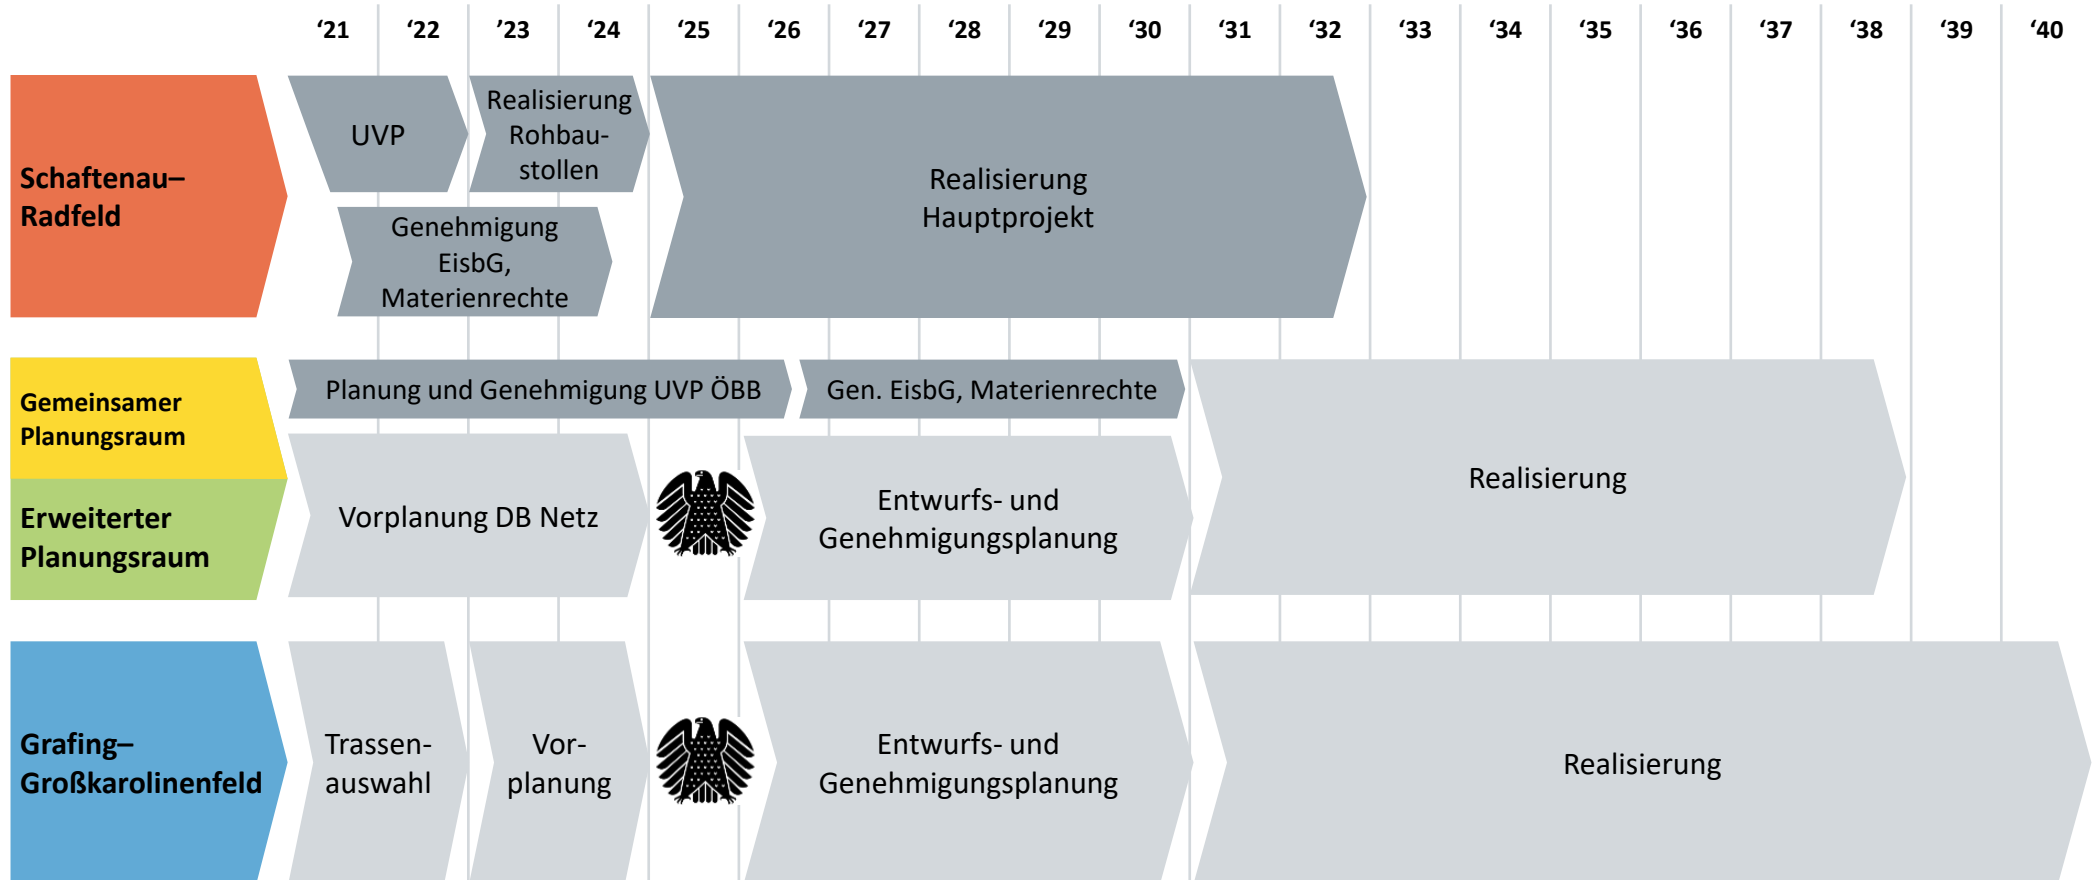 ‘21 ‘22 ’23 ‘24 ‘25 ‘26 ‘27 ‘28 ‘29 ‘30 ‘31 ‘32 ‘33 ‘34 ‘35 ‘36 ‘37 ‘38 ‘39 ‘40
Schaftenau–
Radfeld
UVP
Realisierung
Rohbau-
stollen
Genehmigung
EisbG,
Materienrechte
Realisierung
Hauptprojekt
Gemeinsamer
Planungsraum
Erweiterter
Planungsraum
Planung und Genehmigung UVP ÖBB
Gen. EisbG, Materienrechte
Vorplanung DB Netz
Entwurfs- und
Genehmigungsplanung
Realisierung
Grafing–
Großkarolinenfeld
Trassen-
auswahl
Vor-
planung
Entwurfs- und
Genehmigungsplanung
Realisierung